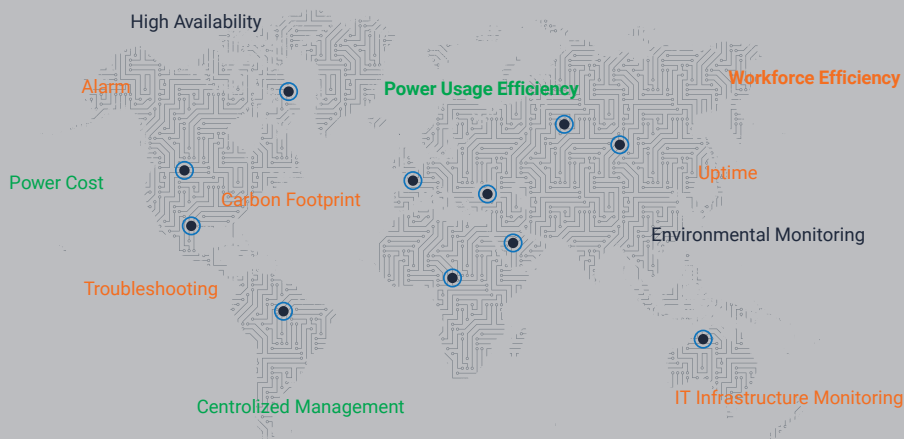 High Availability
Alarm
Power Usage Efficiency
Workforce Efficiency
Power Cost
Carbon Footprint
Uptime
Environmental Monitoring
Troubleshooting
Centrolized Management
IT Infrastructure Monitoring